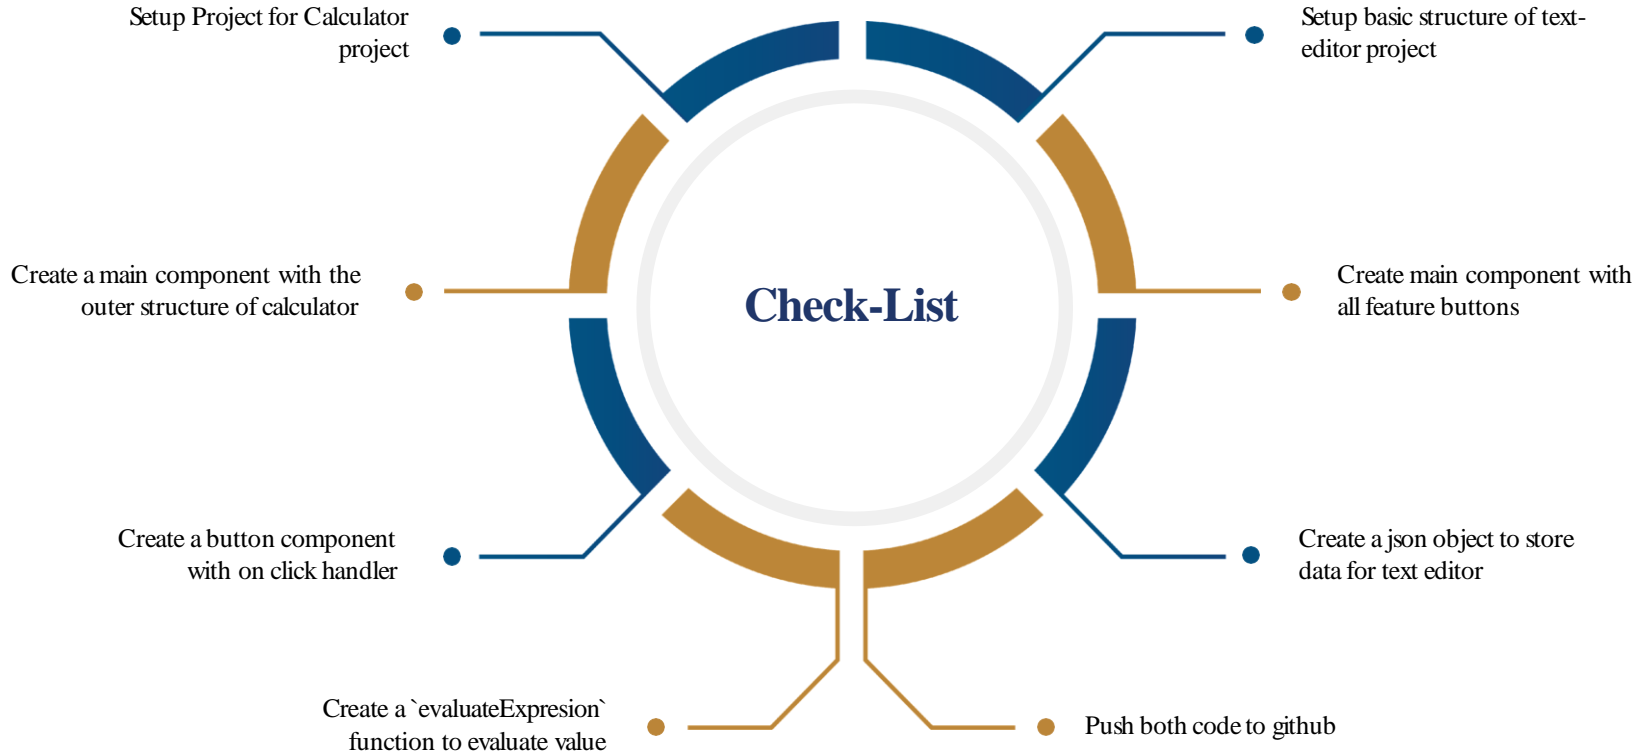 Setup Project for Calculator
project
Create a main component with the
outer structure of calculator
Create a button component
with on click handler
Create a `evaluateExpresion`
function to evaluate value
Check-List
Setup basic structure of text-
editor project
Create main component with
all feature buttons
Create a json object to store
data for text editor
Push both code to github